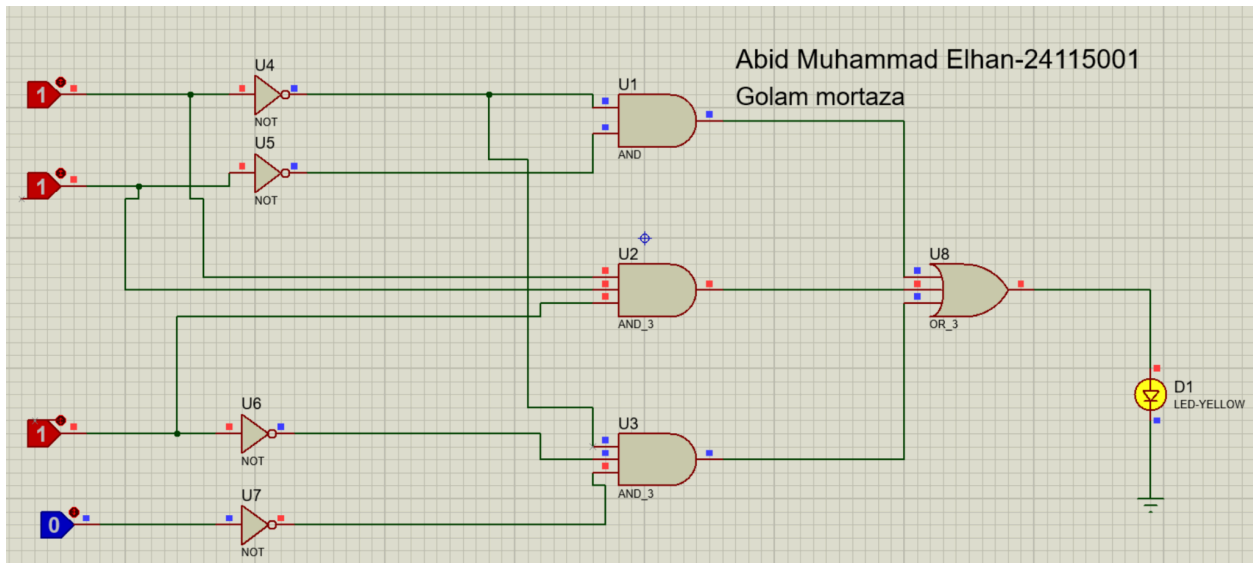 Abid Muhammad Elhan-24115001
Golam mortaza
1
U4
NOT
U1
AND
1
U5
NOT
U2
AND_3
U8
OR_3
D1
LED-YELLOW
1
U6
NOT
U3
AND_3
0
U7
NOT